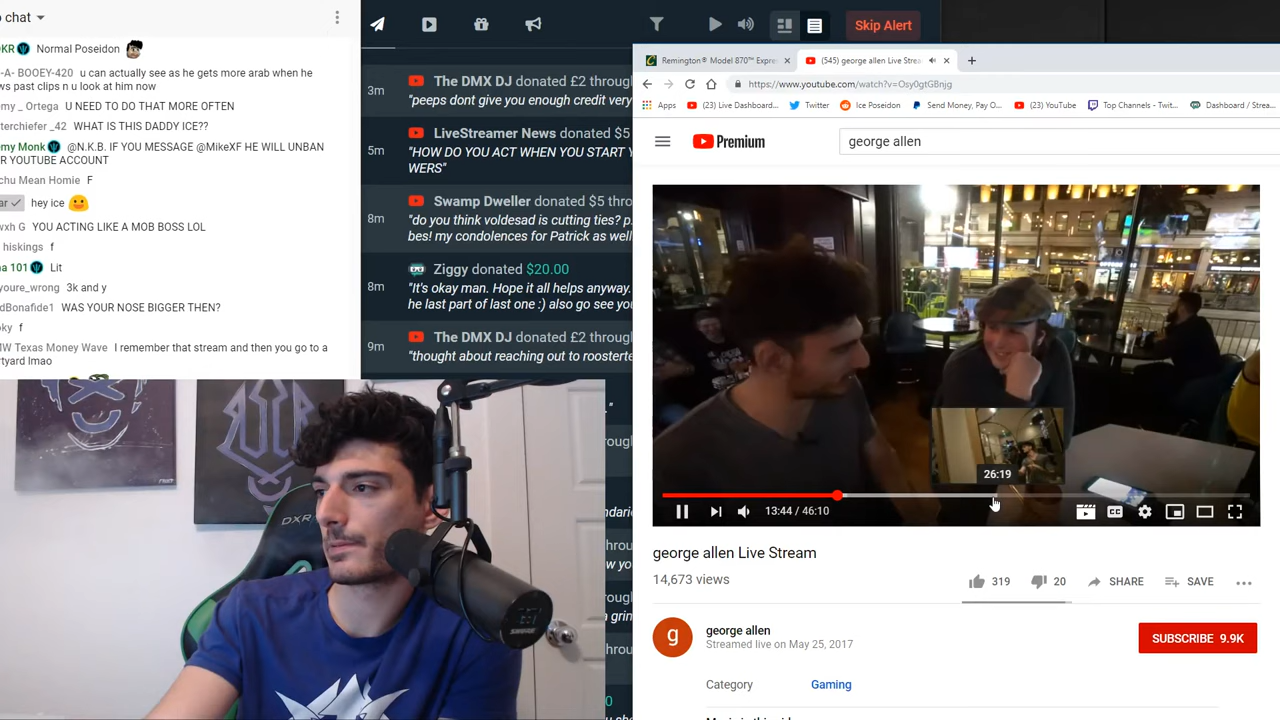 o chat
KR Normal Poseidon
-A- BOOEY-420 u can actually see as he gets more arab when he
ws past clips n u look at him now
my _ Ortega U NEED TO DO THAT MORE OFTEN
terchiefer _42 WHAT IS THIS DADDY ICE??
my Monk @N.K.B. IF YOU MESSAGE @MikeXF HE WILL UNBAN
R YOUTUBE ACCOUNT
chu Mean Homie F
ar hey ice
wxh G YOU ACTING LIKE A MOB BOSS LOL
hiskings f
a 101 Lit
youre_wrong 3k and y
dBonafide1 WAS YOUR NOSE BIGGER THEN?
ky f
W Texas Money Wave I remember that stream and then you go to a
rtyard lmao
Skip Alert
3m The DMX DJ donated £2 through
"peeps dont give you enough credit very
5m LiveStreamer News donated $5
"HOW DO YOU ACT WHEN YOU START Y
WERS"
8m Swamp Dweller donated $5 throu
"do you think voldesad is cutting ties? p.
bes! my condolences for Patrick as well
8m Ziggy donated $20.00
"It's okay man. Hope it all helps anyway.
he last part of last one :) also go see you
9m The DMX DJ donated £2 through
"thought about reaching out to rooster
DXR
Remington® Model 870™ Expre
(545) george allen Live Strea
https://www.youtube.com/watch?v=Osy0gtGBnjg
Apps (23) Live Dashboard... Twitter Ice Poseidon Send Money, Pay O... (23) YouTube Top Channels - Twit... Dashboard / Strea...
Premium
george allen
26:19
13:44 / 46:10
CC
george allen Live Stream
14,673 views
319 20 SHARE SAVE
g
george allen
Streamed live on May 25, 2017
SUBSCRIBE 9.9K
Category Gaming